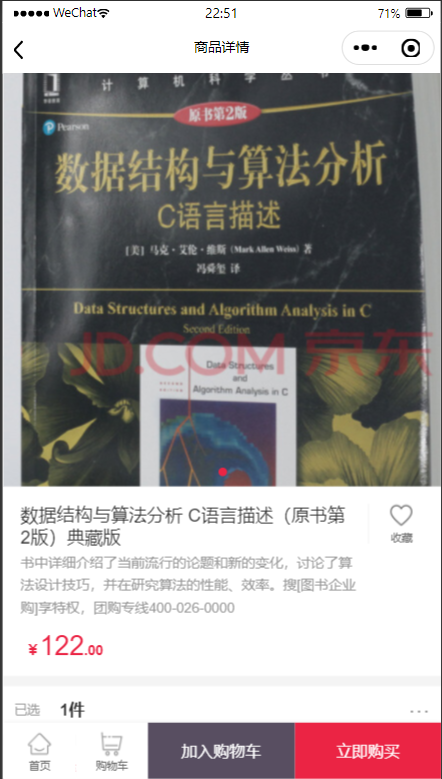 WeChat
22:51
71%
商品详情
计算机科学丛书
原书第2版
Pearson
数据结构与算法分析
C语言描述
[美] 马克·艾伦·维斯 (Mark Allen Weiss) 著
冯舜玺 译
Data Structures and Algorithm Analysis in C
Second Edition
JD.COM 京东
Data Structures
and
Algorithm Analysis in C
SECOND
EDITION
数据结构与算法分析 C语言描述（原书第
2版）典藏版
收藏
书中详细介绍了当前流行的论题和新的变化，讨论了算
法设计技巧，并在研究算法的性能、效率。搜[图书企业
购]享特权，团购专线400-026-0000
¥122.00
已选 1件 ...
首页
购物车
加入购物车
立即购买